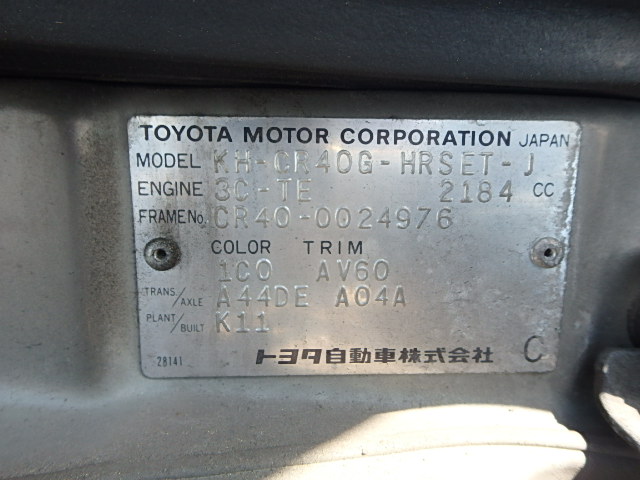 TOYOTA MOTOR CORPORATION JAPAN
MODEL KH-CR40G-HRSET-J
ENGINE 3C-TE 2184 CC
FRAME No. CR40-0024976
COLOR TRIM
1C0 AV60
TRANS./AXLE A44DE A04A
PLANT/BUILT K11
28141 トヨタ自動車株式会社 C